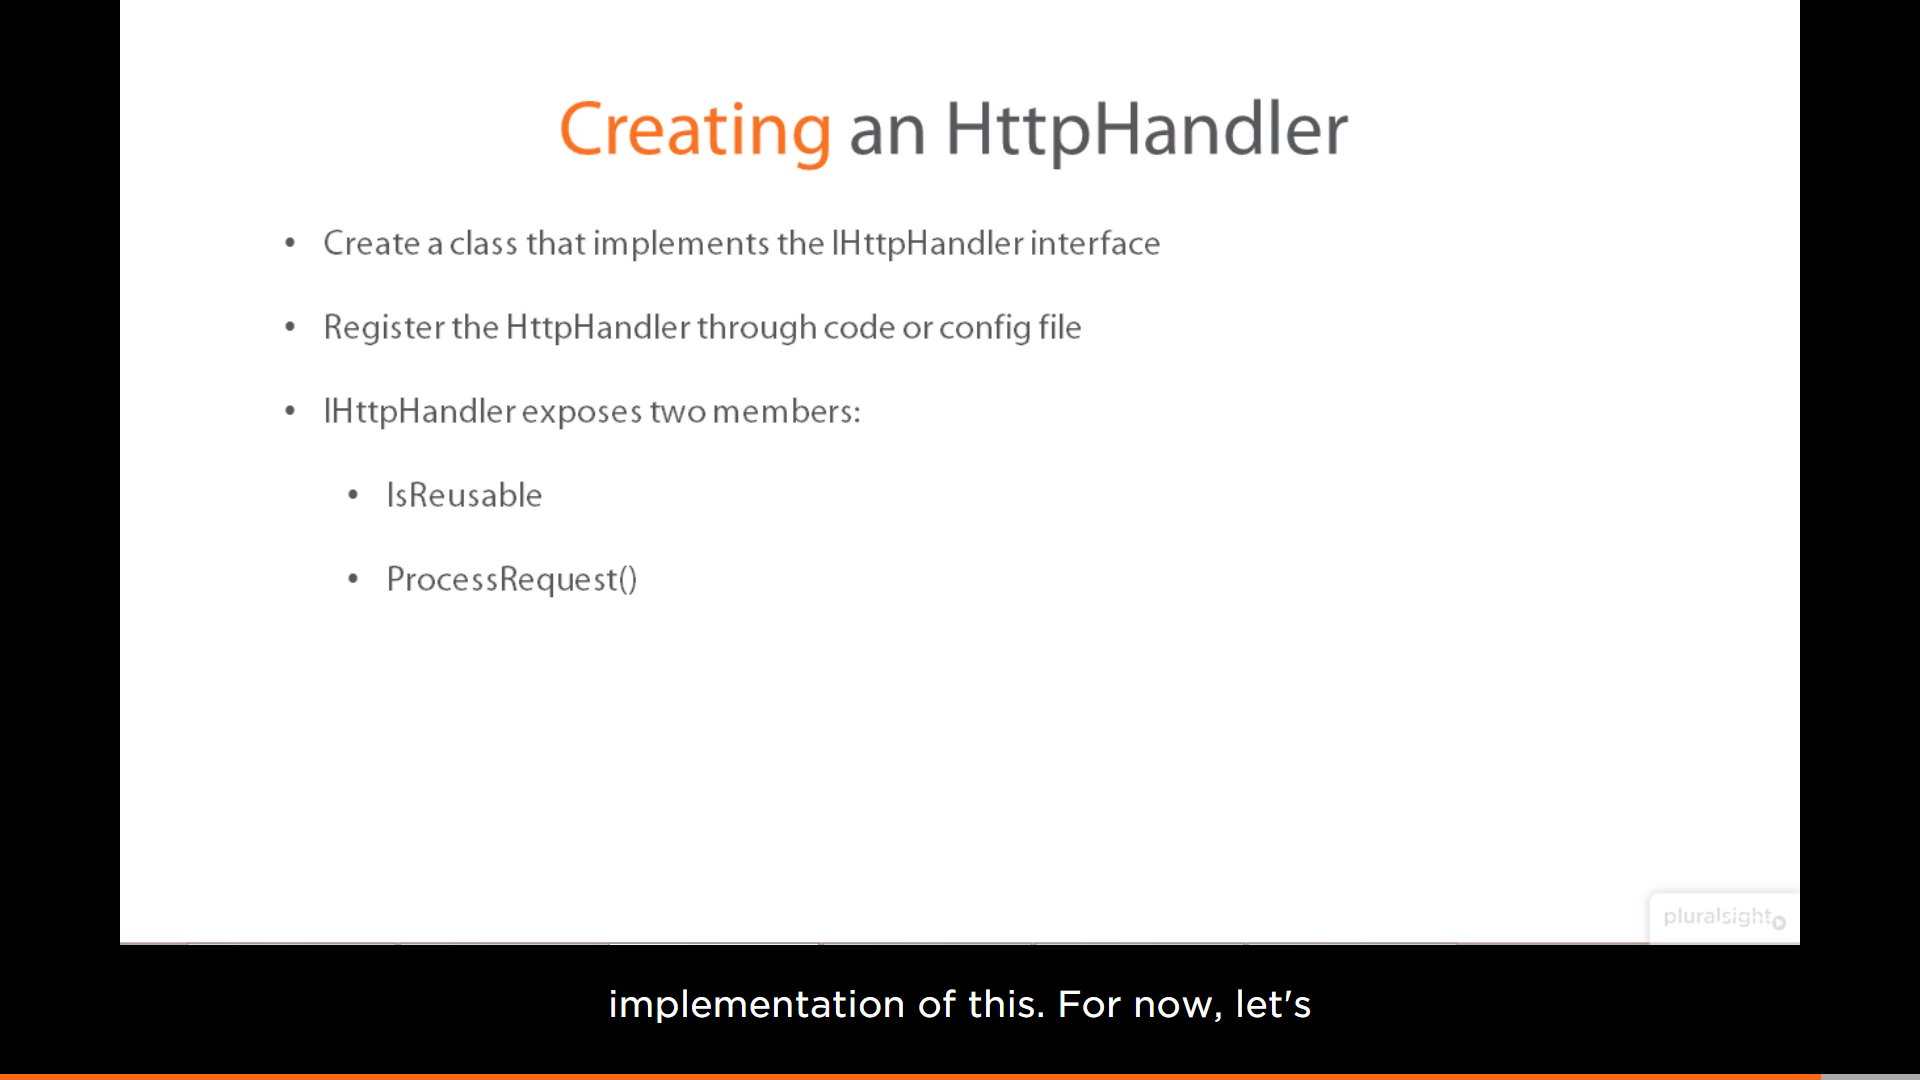 Creating an HttpHandler
• Create a class that implements the IHttpHandler interface
• Register the HttpHandler through code or config file
• IHttpHandler exposes two members:
• IsReusable
• ProcessRequest()
pluralsight
implementation of this. For now, let's